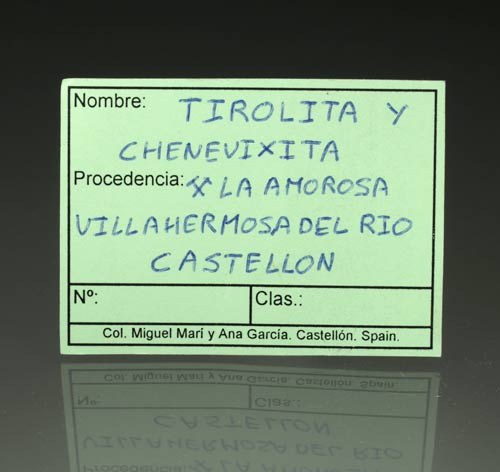 Nombre: TIROLITA Y
CHENEVIXITA
Procedencia: ⚒ LA AMOROSA
VILLAHERMOSA DEL RIO
CASTELLON
Nº: Clas.:
Col. Miguel Marí y Ana García. Castellón. Spain.